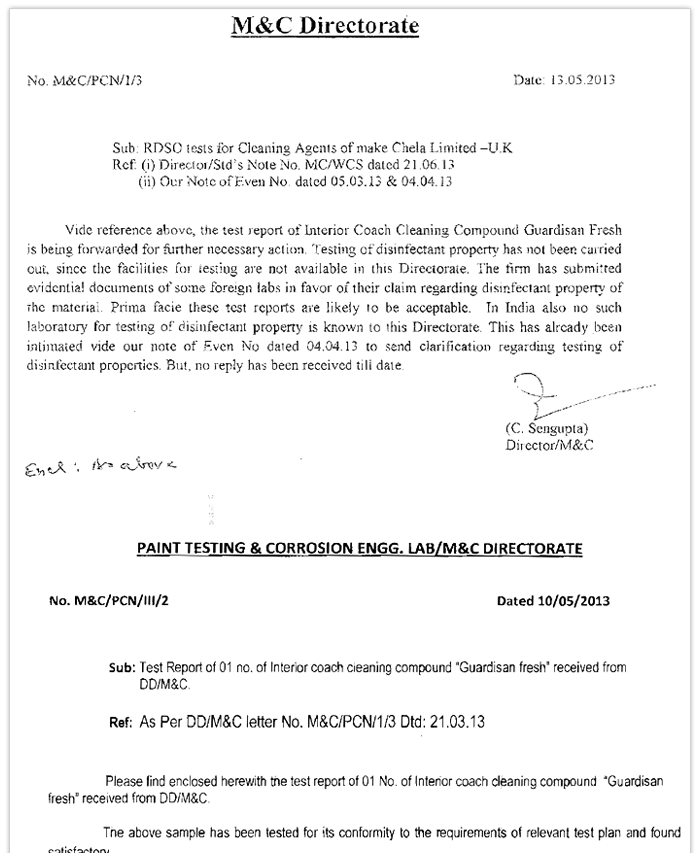 M&C Directorate
No. M&C/PCN/1/3 Date: 13.05.2013
Sub: RDSO tests for Cleaning Agents of make Chela Limited –U.K
Ref: (i) Director/Std's Note No. MC/WCS dated 21.06.13
(ii) Our Note of Even No. dated 05.03.13 & 04.04.13
Vide reference above, the test report of Interior Coach Cleaning Compound Guardisan Fresh
is being forwarded for further necessary action. Testing of disinfectant property has not been carried
out, since the facilities for testing are not available in this Directorate. The firm has submitted
evidential documents of some foreign labs in favor of their claim regarding disinfectant property of
the material. Prima facie these test reports are likely to be acceptable. In India also no such
laboratory for testing of disinfectant property is known to this Directorate. This has already been
intimated vide our note of Even No dated 04.04.13 to send clarification regarding testing of
disinfectant properties. But, no reply has been received till date.
(C. Sengupta)
Director/M&C
Encl : As above
PAINT TESTING & CORROSION ENGG. LAB/M&C DIRECTORATE
No. M&C/PCN/III/2 Dated 10/05/2013
Sub: Test Report of 01 no. of Interior coach cleaning compound "Guardisan fresh" received from
DD/M&C.
Ref: As Per DD/M&C letter No. M&C/PCN/1/3 Dtd: 21.03.13
Please find enclosed herewith the test report of 01 No. of Interior coach cleaning compound "Guardisan
fresh" received from DD/M&C.
The above sample has been tested for its conformity to the requirements of relevant test plan and found
satisfactory